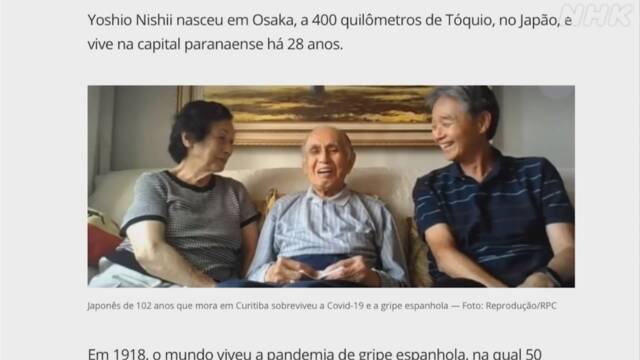 NHK
Yoshio Nishii nasceu em Osaka, a 400 quilômetros de Tóquio, no Japão, e
vive na capital paranaense há 28 anos.
Japonês de 102 anos que mora em Curitiba sobreviveu a Covid-19 e a gripe espanhola — Foto: Reprodução/RPC
Em 1918, o mundo viveu a pandemia de gripe espanhola, na qual 50